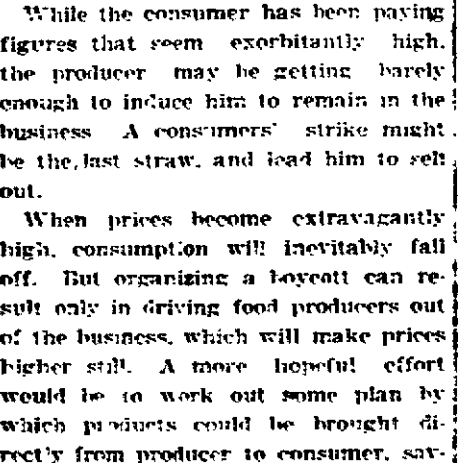 While the consumer has been paying
figures that seem exorbitantly high,
the producer may be getting barely
enough to induce him to remain in the
business A consumers' strike might
be the last straw, and lead him to sell
out.
When prices become extravagantly
high, consumption will inevitably fall
off. But organizing a boycott can re-
sult only in driving food producers out
of the business, which will make prices
higher still. A more hopeful effort
would be to work out some plan by
which products could be brought di-
rectly from producer to consumer, sav-